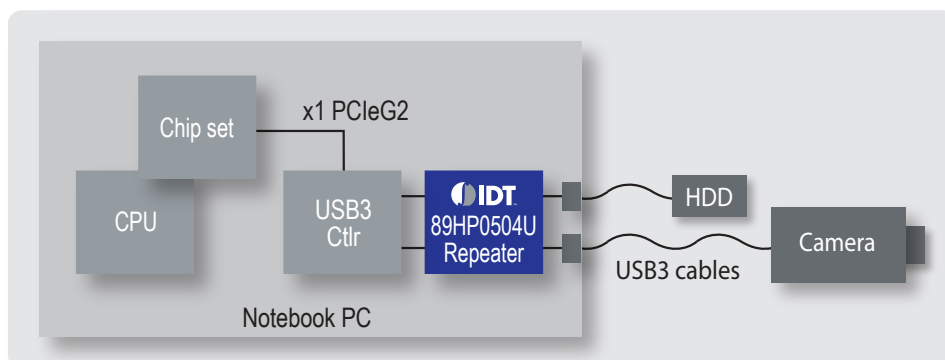 x1 PCIeG2
Chip set
CPU
USB3
Ctlr
IDT
89HP0504U
Repeater
HDD
Camera
USB3 cables
Notebook PC